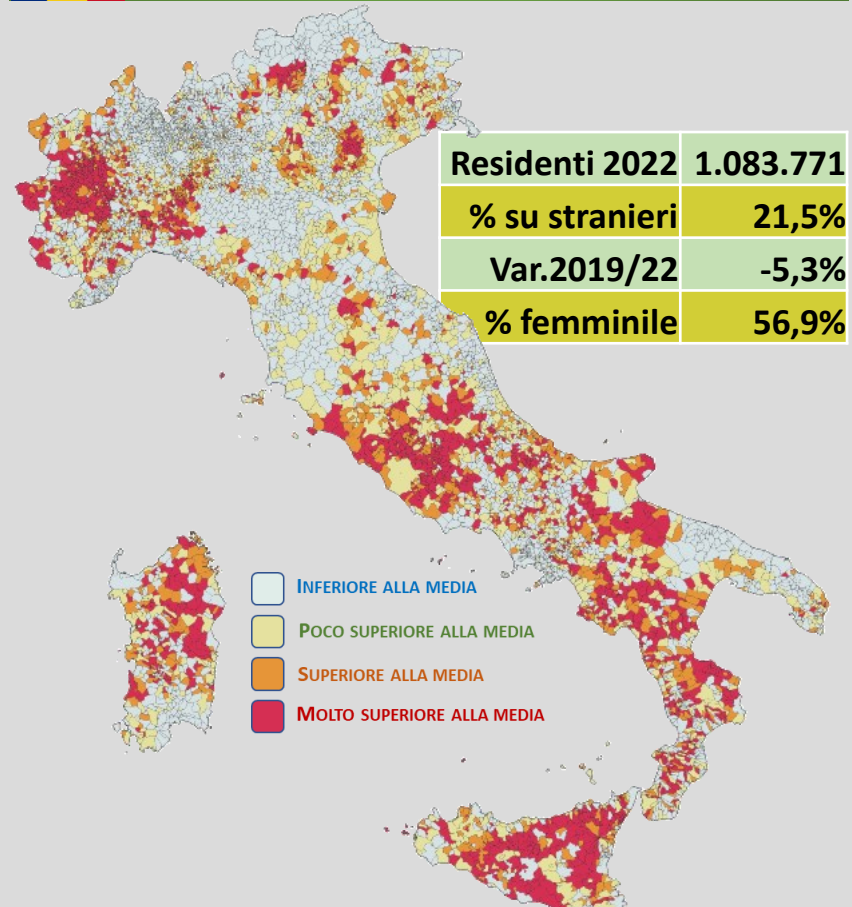 Residenti 2022 1.083.771
% su stranieri 21,5%
Var.2019/22 -5,3%
% femminile 56,9%
INFERIORE ALLA MEDIA
POCO SUPERIORE ALLA MEDIA
SUPERIORE ALLA MEDIA
MOLTO SUPERIORE ALLA MEDIA